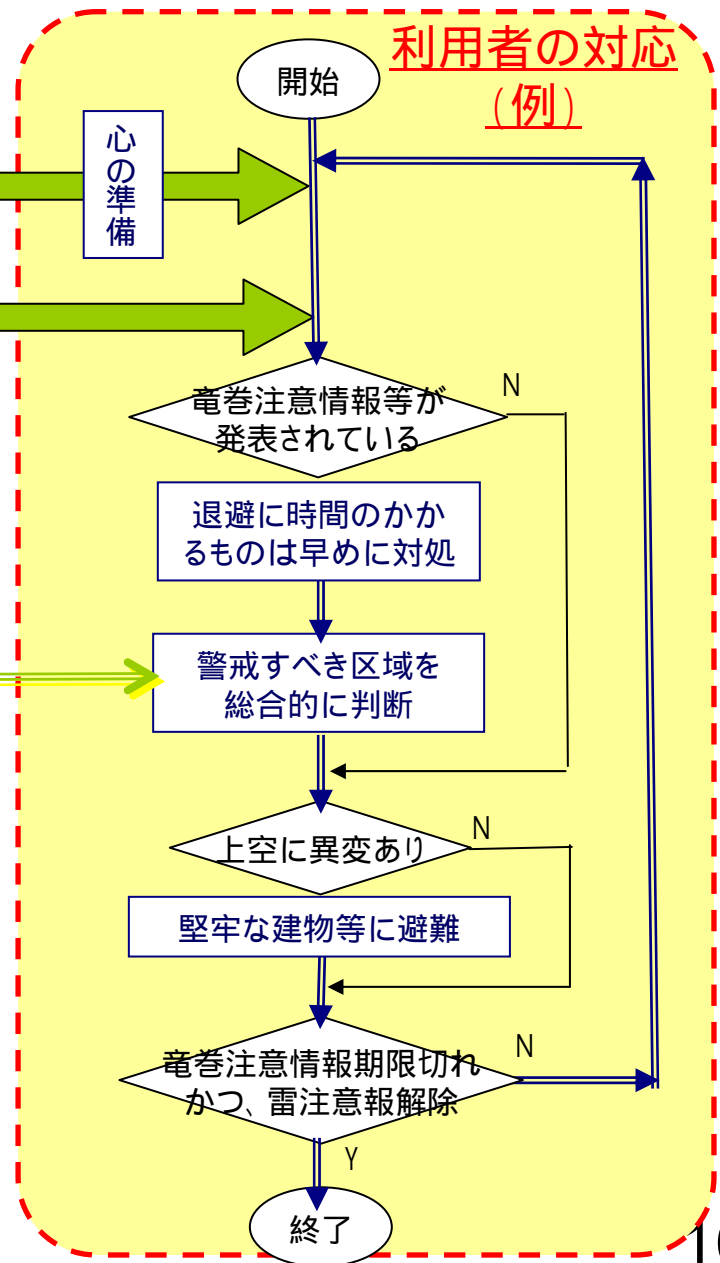 利用者の対応
（例）
開始
心の準備
竜巻注意情報等が
発表されている
N
退避に時間のかか
るものは早めに対処
警戒すべき区域を
総合的に判断
上空に異変あり
N
堅牢な建物等に避難
竜巻注意情報期限切れ
かつ、雷注意報解除
N
Y
終了